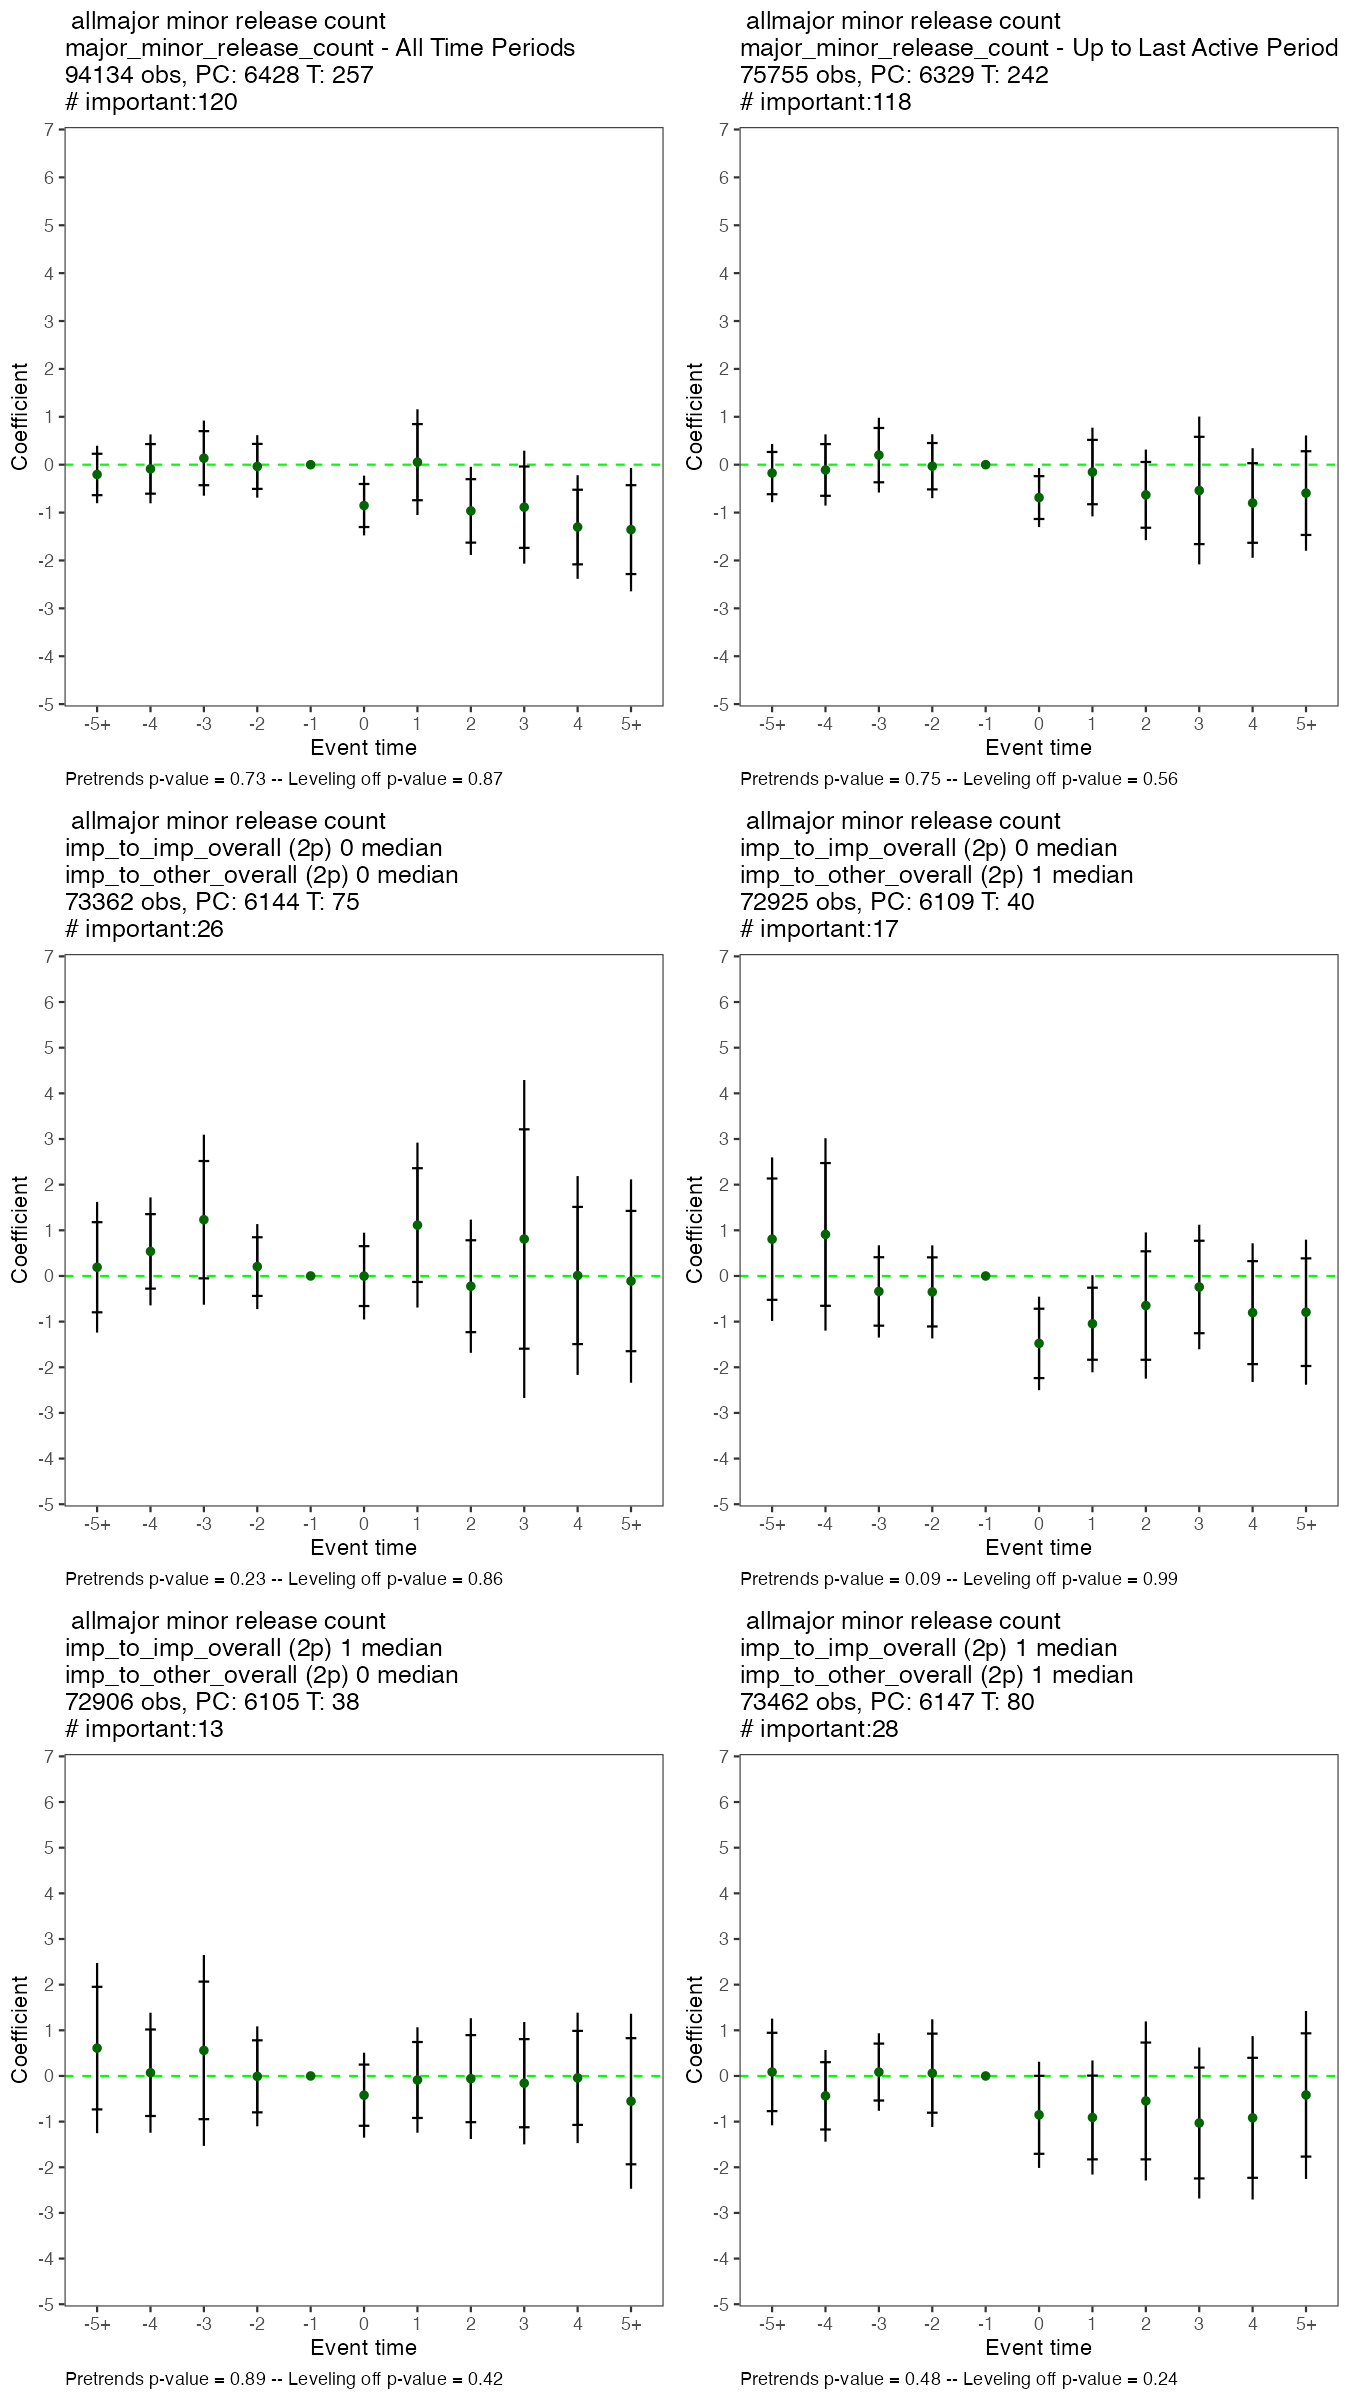 allmajor minor release count
major_minor_release_count - All Time Periods
94134 obs, PC: 6428 T: 257
# important:120
7
6
5
4
3
2
1
0
-1
-2
-3
-4
-5
Coefficient
-5+ -4 -3 -2 -1 0 1 2 3 4 5+
Event time
Pretrends p-value = 0.73 -- Leveling off p-value = 0.87
allmajor minor release count
major_minor_release_count - Up to Last Active Period
75755 obs, PC: 6329 T: 242
# important:118
7
6
5
4
3
2
1
0
-1
-2
-3
-4
-5
Coefficient
-5+ -4 -3 -2 -1 0 1 2 3 4 5+
Event time
Pretrends p-value = 0.75 -- Leveling off p-value = 0.56
allmajor minor release count
imp_to_imp_overall (2p) 0 median
imp_to_other_overall (2p) 0 median
73362 obs, PC: 6144 T: 75
# important:26
7
6
5
4
3
2
1
0
-1
-2
-3
-4
-5
Coefficient
-5+ -4 -3 -2 -1 0 1 2 3 4 5+
Event time
Pretrends p-value = 0.23 -- Leveling off p-value = 0.86
allmajor minor release count
imp_to_imp_overall (2p) 0 median
imp_to_other_overall (2p) 1 median
72925 obs, PC: 6109 T: 40
# important:17
7
6
5
4
3
2
1
0
-1
-2
-3
-4
-5
Coefficient
-5+ -4 -3 -2 -1 0 1 2 3 4 5+
Event time
Pretrends p-value = 0.09 -- Leveling off p-value = 0.99
allmajor minor release count
imp_to_imp_overall (2p) 1 median
imp_to_other_overall (2p) 0 median
72906 obs, PC: 6105 T: 38
# important:13
7
6
5
4
3
2
1
0
-1
-2
-3
-4
-5
Coefficient
-5+ -4 -3 -2 -1 0 1 2 3 4 5+
Event time
Pretrends p-value = 0.89 -- Leveling off p-value = 0.42
allmajor minor release count
imp_to_imp_overall (2p) 1 median
imp_to_other_overall (2p) 1 median
73462 obs, PC: 6147 T: 80
# important:28
7
6
5
4
3
2
1
0
-1
-2
-3
-4
-5
Coefficient
-5+ -4 -3 -2 -1 0 1 2 3 4 5+
Event time
Pretrends p-value = 0.48 -- Leveling off p-value = 0.24